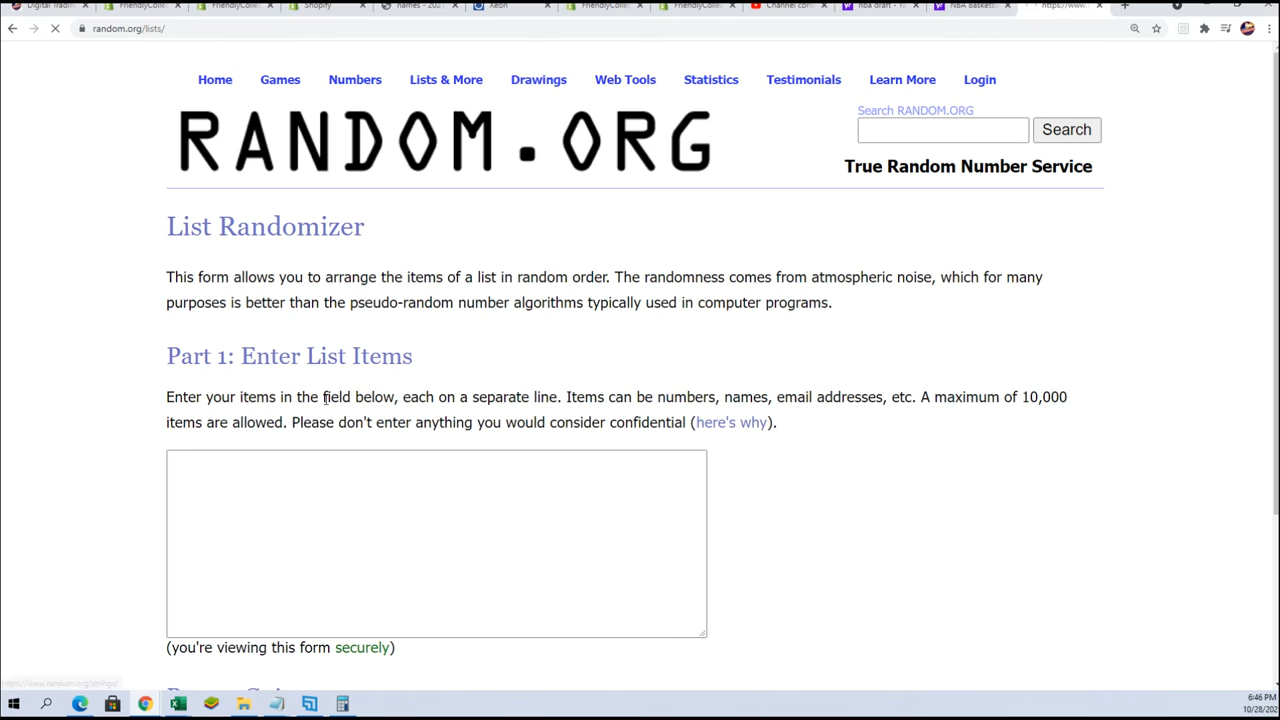 Digital Tradin
FriendlyColle
FriendlyColle
Shopify
names - 202
Xeon
FriendlyColle
FriendlyColle
Channel con
nba draft -
NBA Basketb
https://www.
random.org/lists/
Home Games Numbers Lists & More Drawings Web Tools Statistics Testimonials Learn More Login
RANDOM.ORG
Search RANDOM.ORG
Search
True Random Number Service
List Randomizer
This form allows you to arrange the items of a list in random order. The randomness comes from atmospheric noise, which for many
purposes is better than the pseudo-random number algorithms typically used in computer programs.
Part 1: Enter List Items
Enter your items in the field below, each on a separate line. Items can be numbers, names, email addresses, etc. A maximum of 10,000
items are allowed. Please don't enter anything you would consider confidential (here's why).
(you're viewing this form securely)
https://www.random.org/strings/
6:46 PM
10/28/202